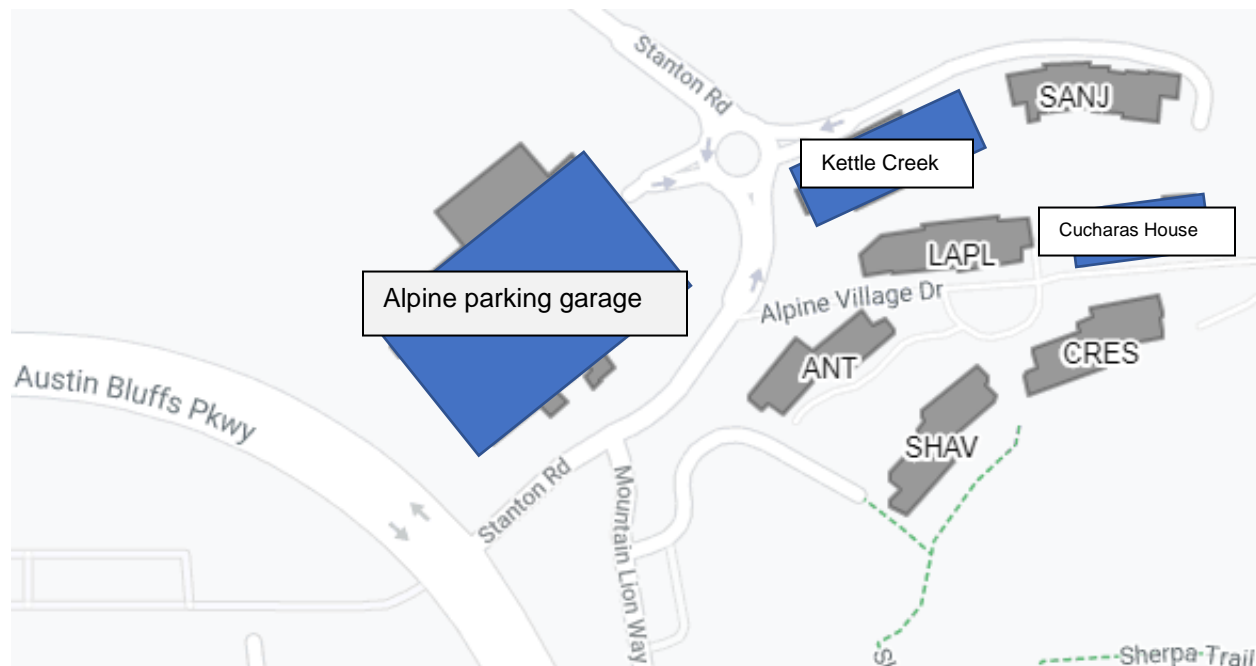 Stanton Rd
SANJ
Kettle Creek
Cucharas House
LAPL
Alpine parking garage
Alpine Village Dr
CRES
ANT
Austin Bluffs Pkwy
SHAV
Stanton Rd
Mountain Lion Way
Sherpa Trail